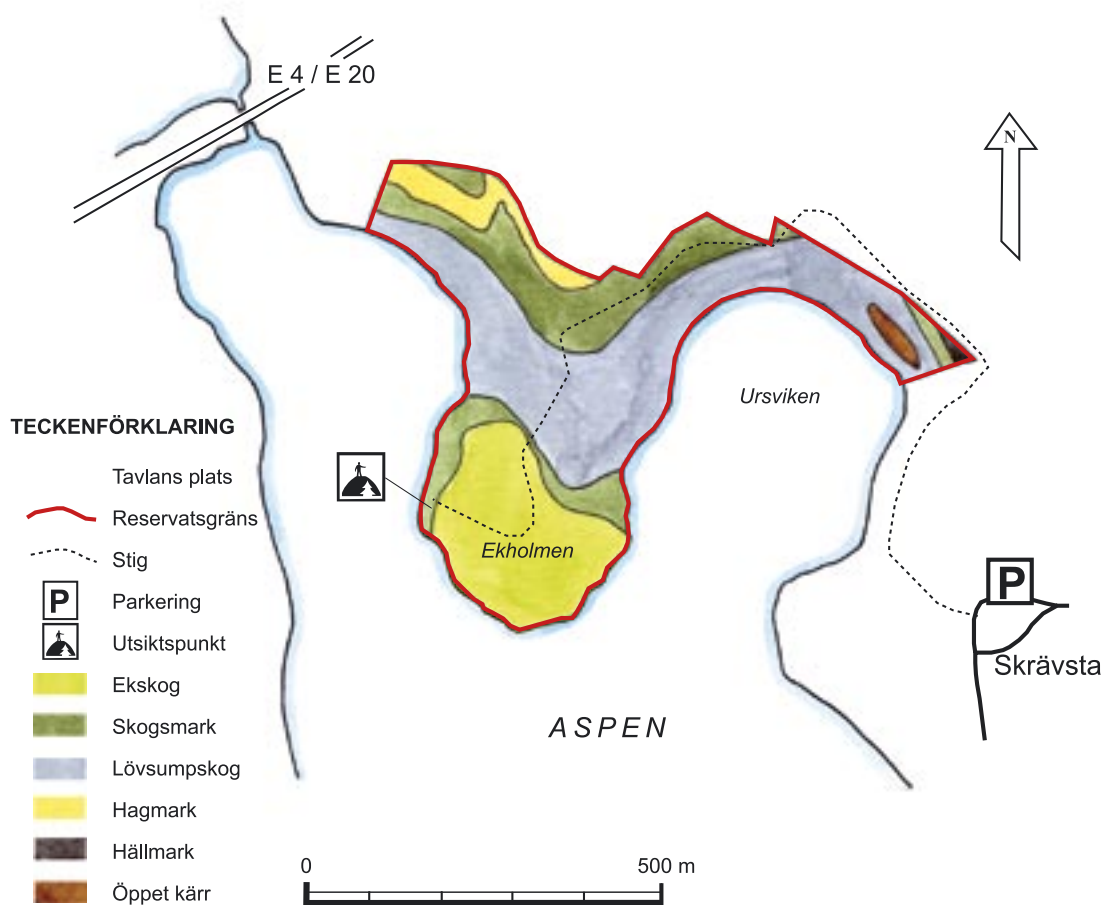 E 4 / E 20
N
Ursviken
Ekholmen
ASPEN
P
Skrävsta
TECKENFÖRKLARING
Tavlans plats
Reservatsgräns
Stig
P Parkering
Utsiktspunkt
Ekskog
Skogsmark
Lövsumpskog
Hagmark
Hällmark
Öppet kärr
0 500 m